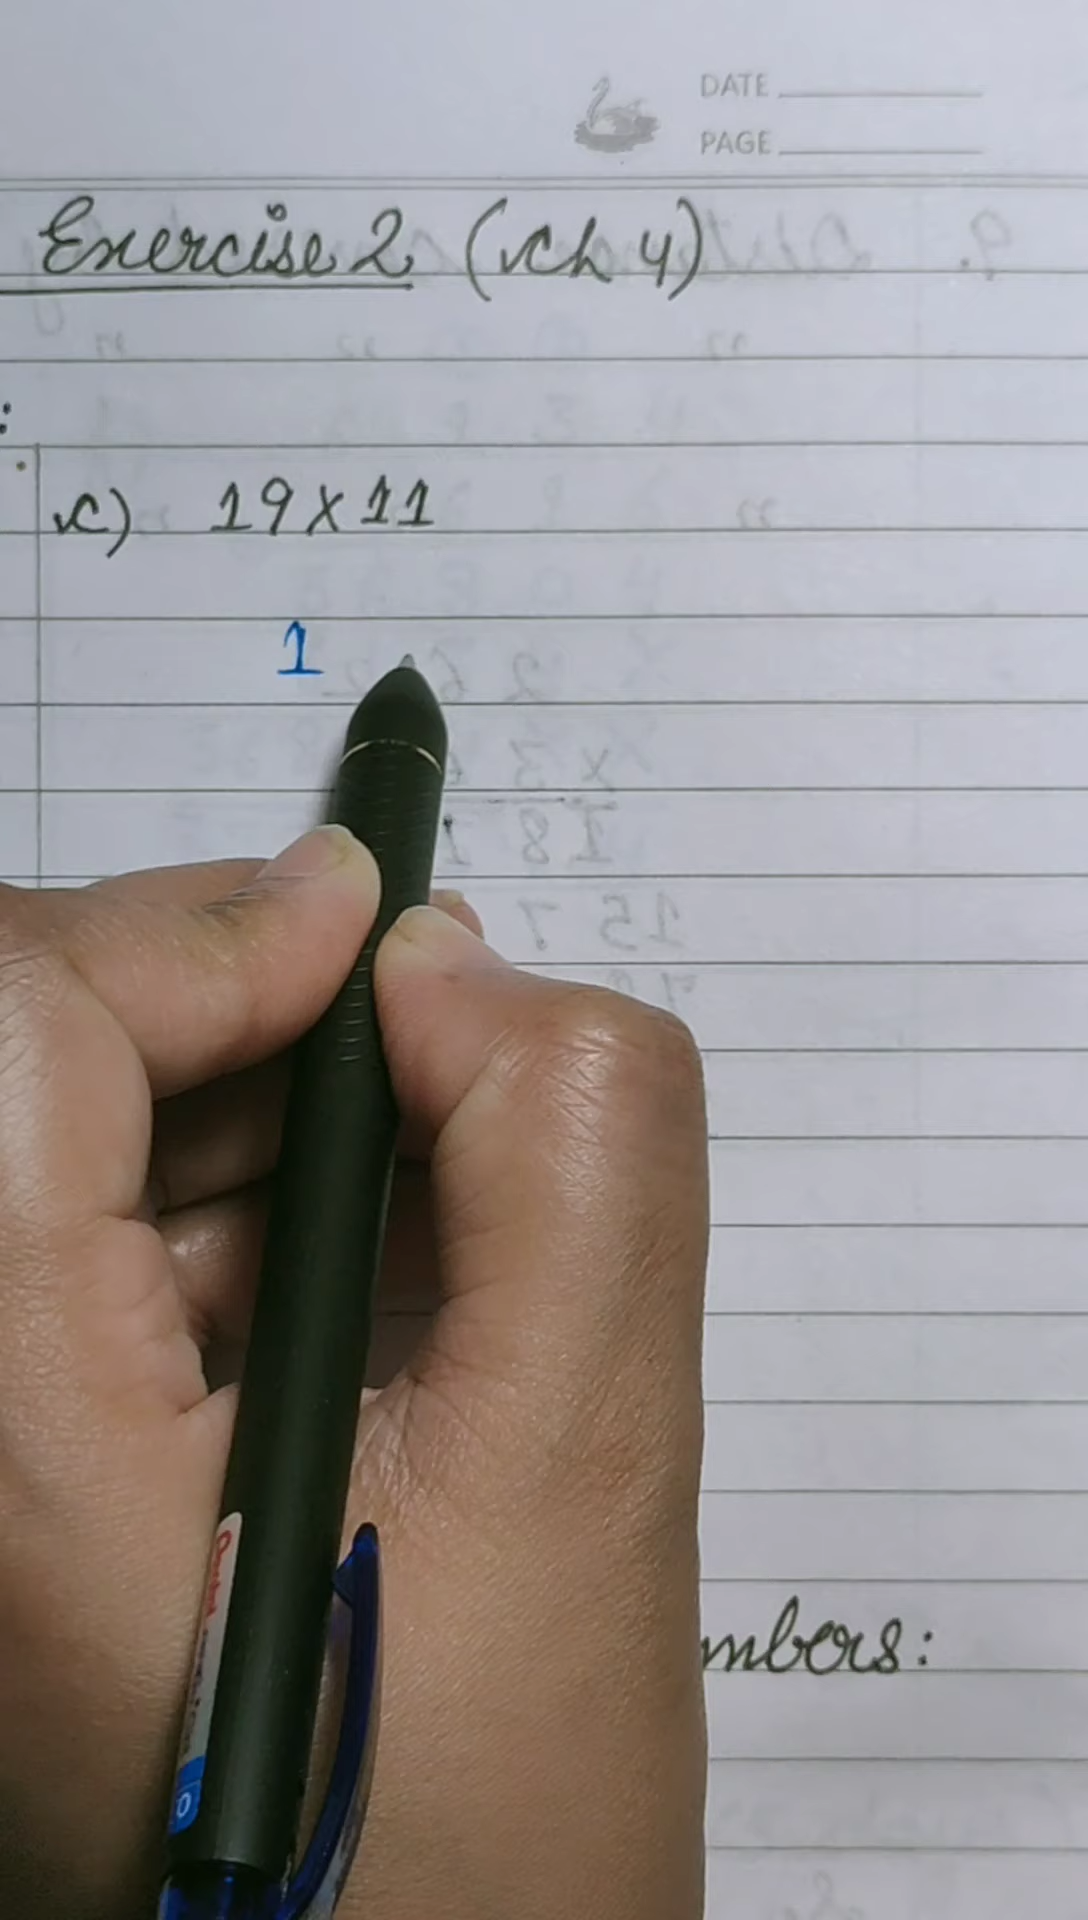 DATE
PAGE
Exercise 2 (ch 4)
:
c) 19 x 11
1
mbers: